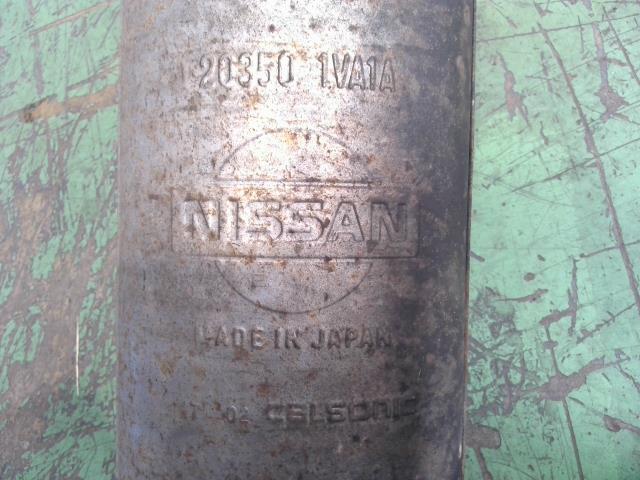 20350 1VA1A
NISSAN
MADE IN JAPAN
CALSONIC